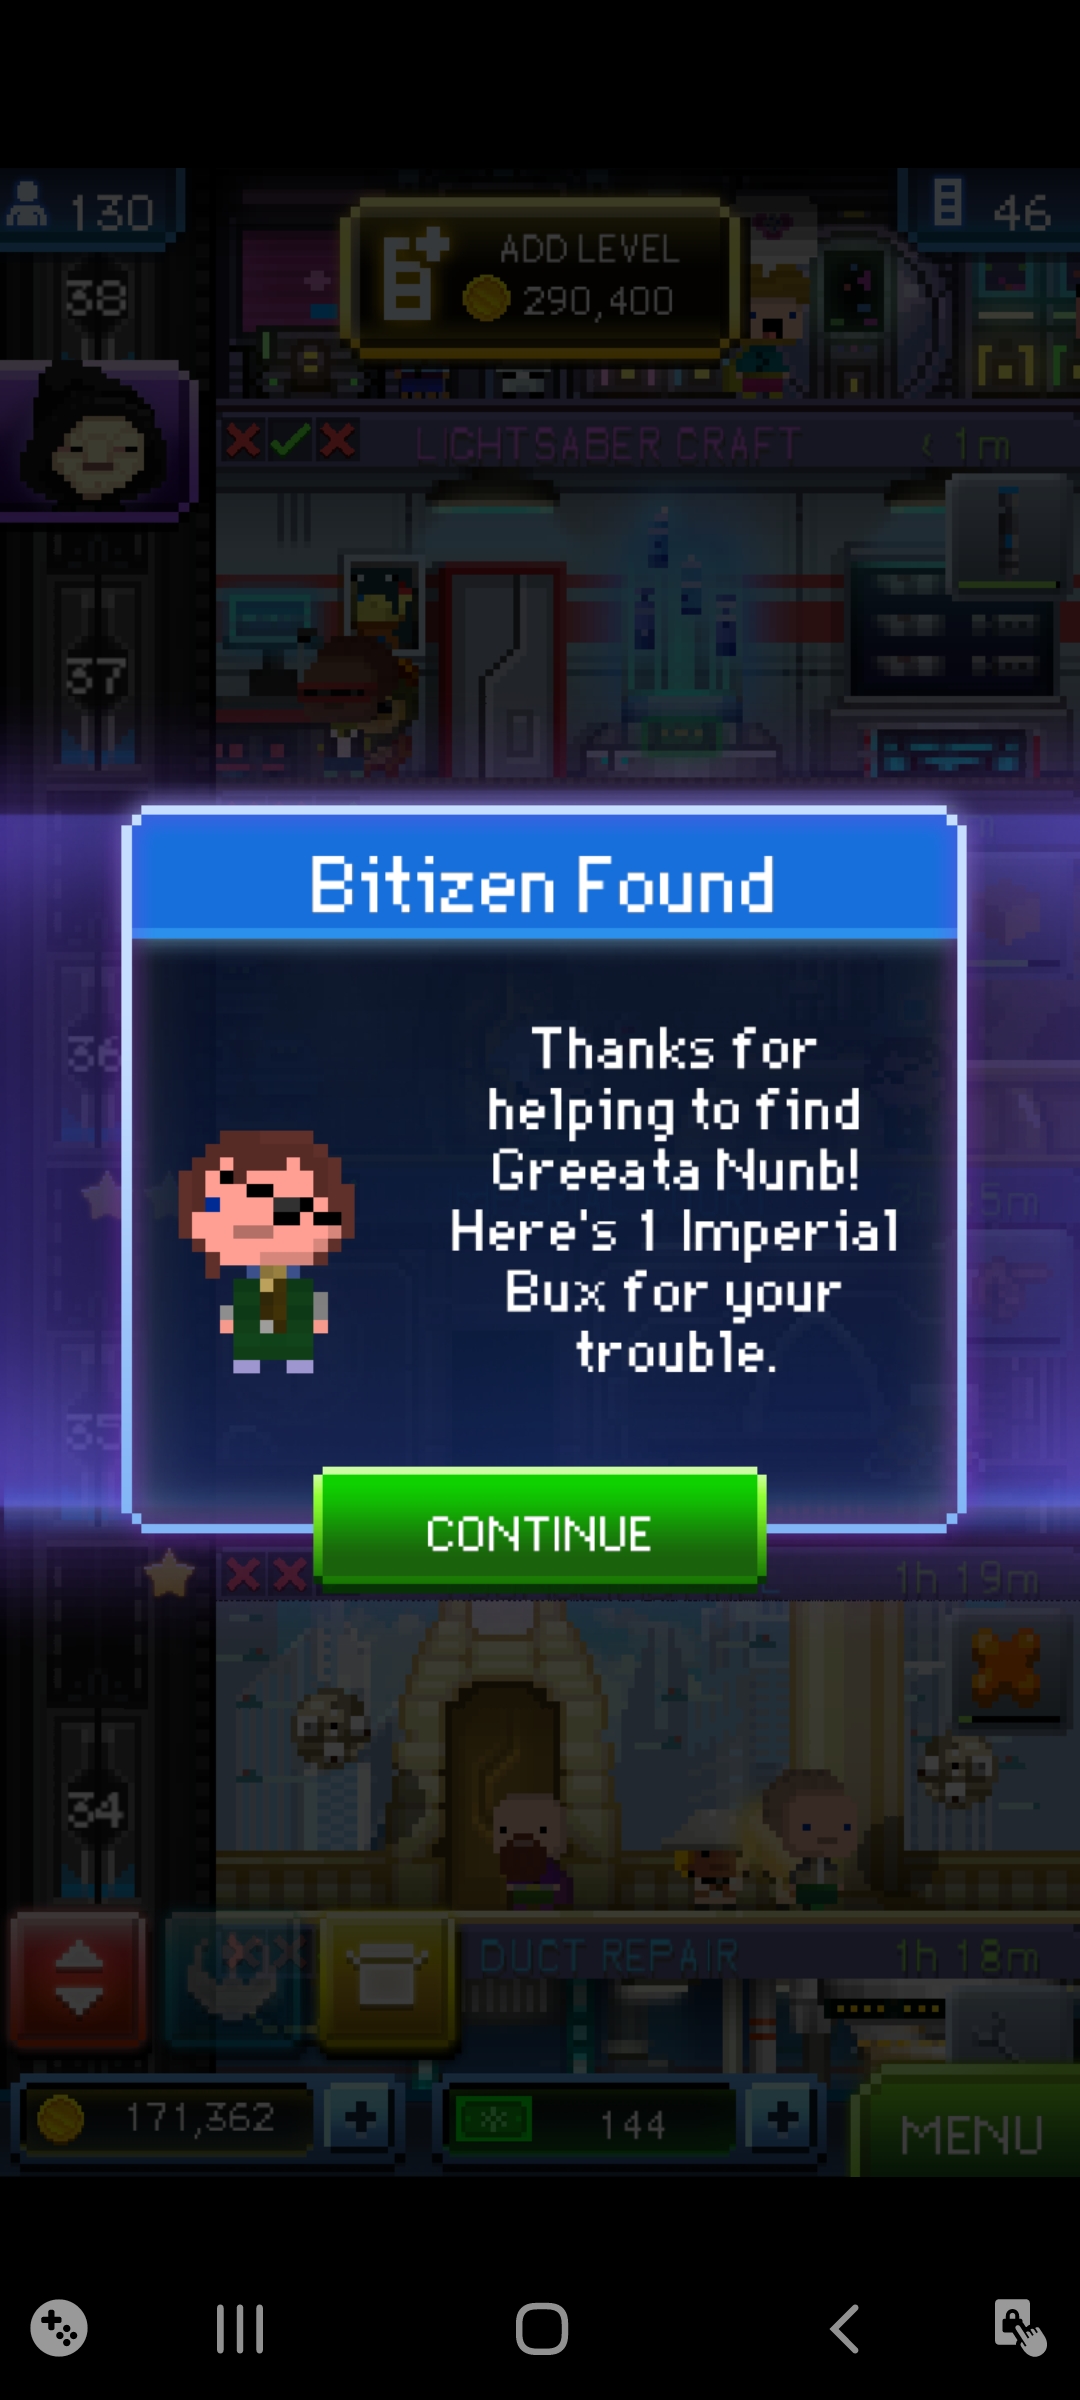 130
46
ADD LEVEL
290,400
38
LIGHTSABER CRAFT
< 1m
37
Bitizen Found
36
Thanks for
helping to find
Greeata Nunb!
Here's 1 Imperial
Bux for your
trouble.
35
CONTINUE
1h 19m
34
DUCT REPAIR
1h 18m
171,362
144
MENU